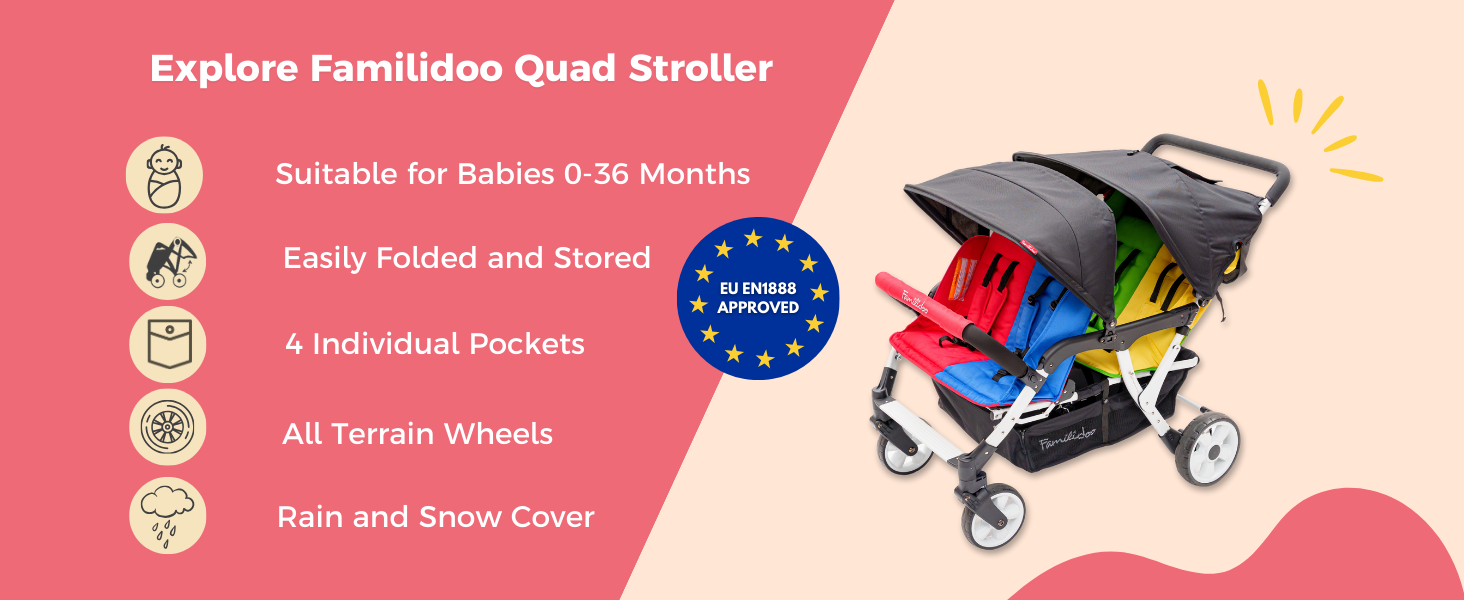 Explore Familidoo Quad Stroller
Suitable for Babies 0-36 Months
Easily Folded and Stored
4 Individual Pockets
All Terrain Wheels
Rain and Snow Cover
EU EN1888
APPROVED
Familidoo
Familidoo